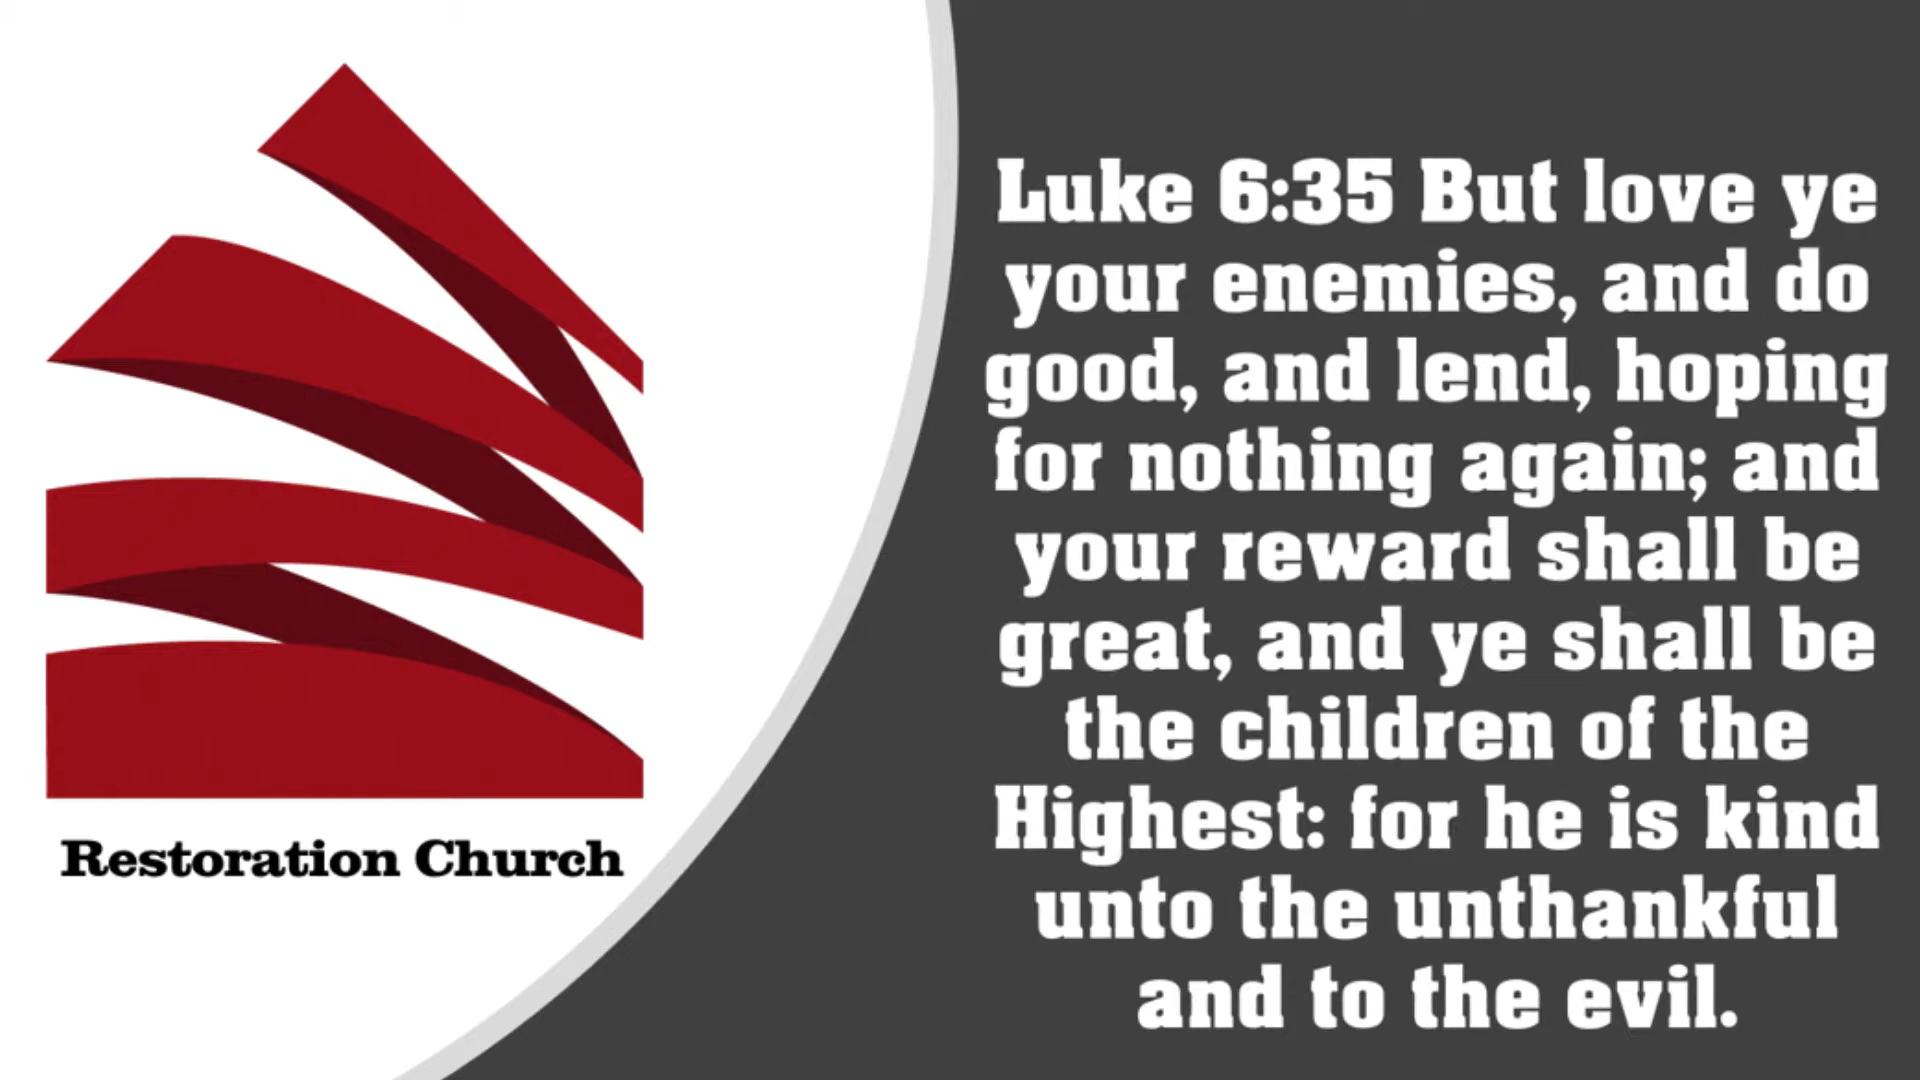 Restoration Church
Luke 6:35 But love ye
your enemies, and do
good, and lend, hoping
for nothing again; and
your reward shall be
great, and ye shall be
the children of the
Highest: for he is kind
unto the unthankful
and to the evil.